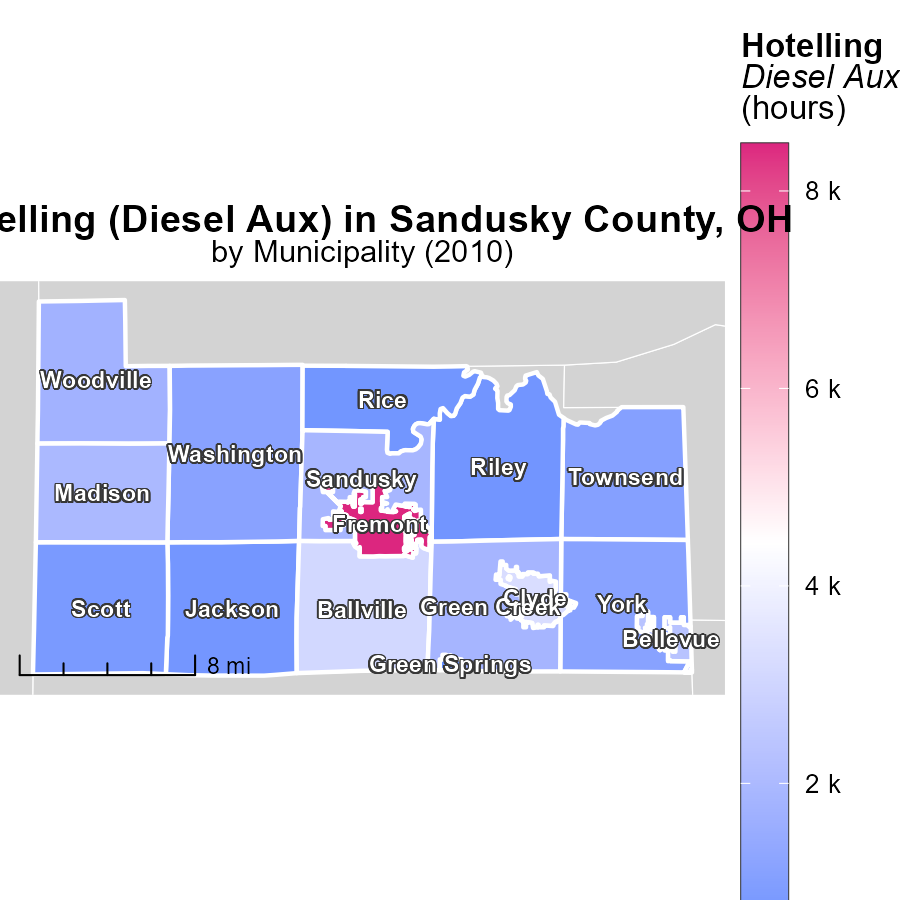 Hotelling
Diesel Aux
(hours)
8 k
6 k
4 k
2 k
elling (Diesel Aux) in Sandusky County, OH
by Municipality (2010)
Woodville
Rice
Washington
Riley
Townsend
Sandusky
Madison
Fremont
Scott
Jackson
Ballville
Green Creek
Clyde
York
Bellevue
Green Springs
8 mi